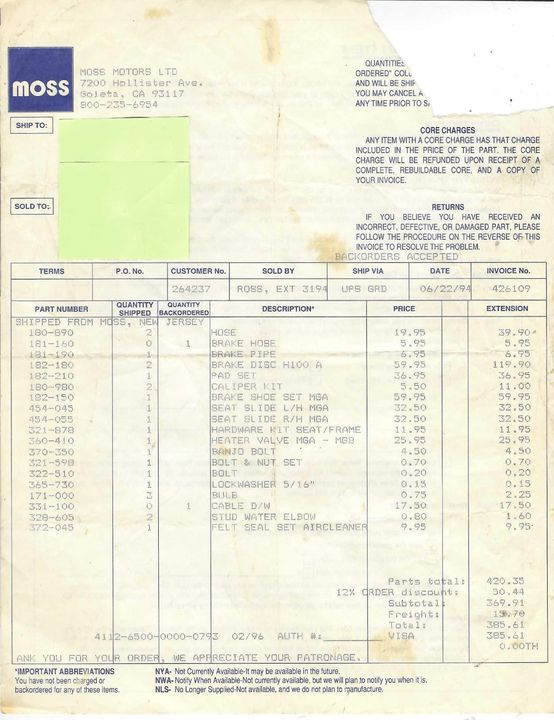 QUANTITIES
ORDERED" COL
AND WILL BE SHIP
YOU MAY CANCEL A
ANY TIME PRIOR TO S
moss
MOSS MOTORS LTD
7200 Hollister Ave.
Goleta, CA 93117
800-235-6954
SHIP TO:
CORE CHARGES
ANY ITEM WITH A CORE CHARGE HAS THAT CHARGE
INCLUDED IN THE PRICE OF THE PART. THE CORE
CHARGE WILL BE REFUNDED UPON RECEIPT OF A
COMPLETE, REBUILDABLE CORE, AND A COPY OF
YOUR INVOICE.
SOLD TO:
RETURNS
IF YOU BELIEVE YOU HAVE RECEIVED AN
INCORRECT, DEFECTIVE, OR DAMAGED PART, PLEASE
FOLLOW THE PROCEDURE ON THE REVERSE OF THIS
INVOICE TO RESOLVE THE PROBLEM.
BACKORDERS ACCEPTED
TERMS P.O. No. CUSTOMER No. SOLD BY SHIP VIA DATE INVOICE No.
264237 ROSS, EXT 3194 UPS GRD 06/22/94 426109
PART NUMBER QUANTITY SHIPPED QUANTITY BACKORDERED DESCRIPTION* PRICE EXTENSION
SHIPPED FROM MOSS, NEW JERSEY
180-890 2 HOSE 19.95 39.90
181-160 0 1 BRAKE HOSE 5.95 5.95
181-190 1 BRAKE PIPE 6.95 6.95
182-180 2 BRAKE DISC H100 A 59.95 119.90
182-210 1 PAD SET 36.95 36.95
180-980 2 CALIPER KIT 5.50 11.00
182-150 1 BRAKE SHOE SET MGA 59.95 59.95
454-045 1 SEAT SLIDE L/H MGA 32.50 32.50
454-055 1 SEAT SLIDE R/H MGA 32.50 32.50
321-878 1 HARDWARE KIT SEAT/FRAME 11.95 11.95
360-410 1 HEATER VALVE MGA - MGB 25.95 25.95
370-350 1 BANJO BOLT 4.50 4.50
321-598 1 BOLT & NUT SET 0.70 0.70
322-510 1 BOLT 0.20 0.20
365-730 1 LOCKWASHER 5/16" 0.15 0.15
171-000 3 BULB 0.75 2.25
331-100 0 1 CABLE D/W 17.50 17.50
328-605 2 STUD WATER ELBOW 0.80 1.60
372-045 1 FELT SEAL SET AIRCLEANER 9.95 9.95
Parts total: 420.35
12% ORDER discount: 50.44
Subtotal: 369.91
Freight: 15.70
Total: 385.61
4112-6500-0000-0793 02/96 AUTH #: VISA 385.61
0.00TH
ANK YOU FOR YOUR ORDER, WE APPRECIATE YOUR PATRONAGE.
*IMPORTANT ABBREVIATIONS NYA- Not Currently Available-It may be available in the future.
You have not been charged or NWA- Notify When Available-Not currently available, but we will plan to notify you when it is.
backordered for any of these items. NLS- No Longer Supplied-Not available, and we do not plan to manufacture.